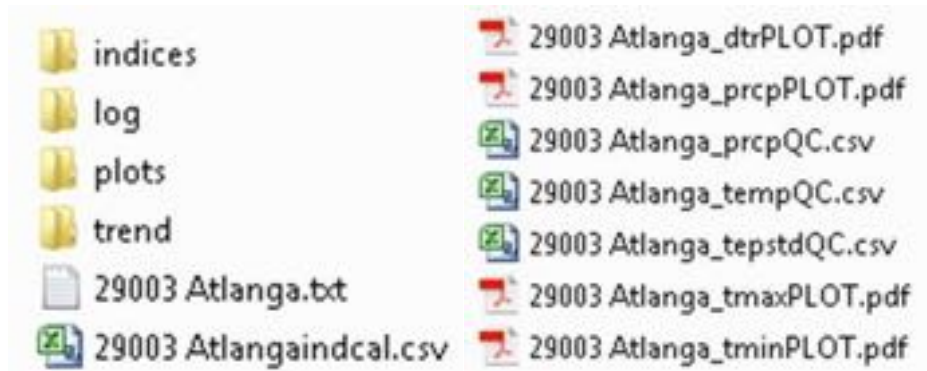 indices
log
plots
trend
29003 Atlanga.txt
29003 Atlangaindcal.csv
29003 Atlanga_dtrPLOT.pdf
29003 Atlanga_prcpPLOT.pdf
29003 Atlanga_prcpQC.csv
29003 Atlanga_tempQC.csv
29003 Atlanga_tepstdQC.csv
29003 Atlanga_tmaxPLOT.pdf
29003 Atlanga_tminPLOT.pdf